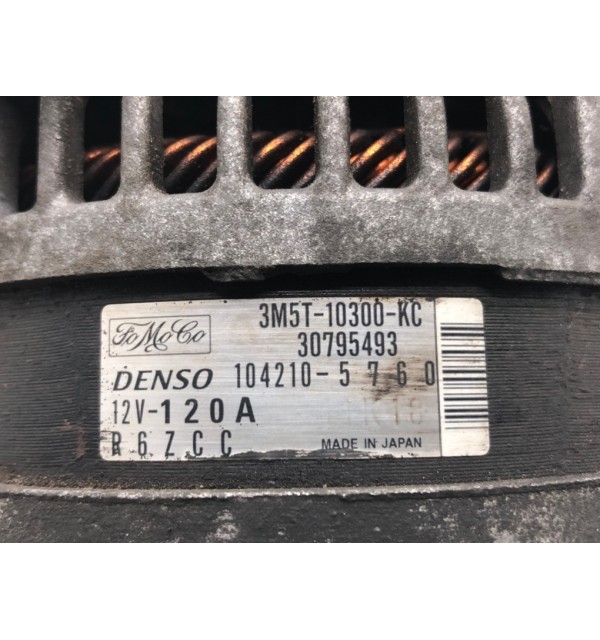 FoMoCo
3M5T-10300-KC
30795493
DENSO 104210-5760
12V-120A
R6ZCC
MADE IN JAPAN